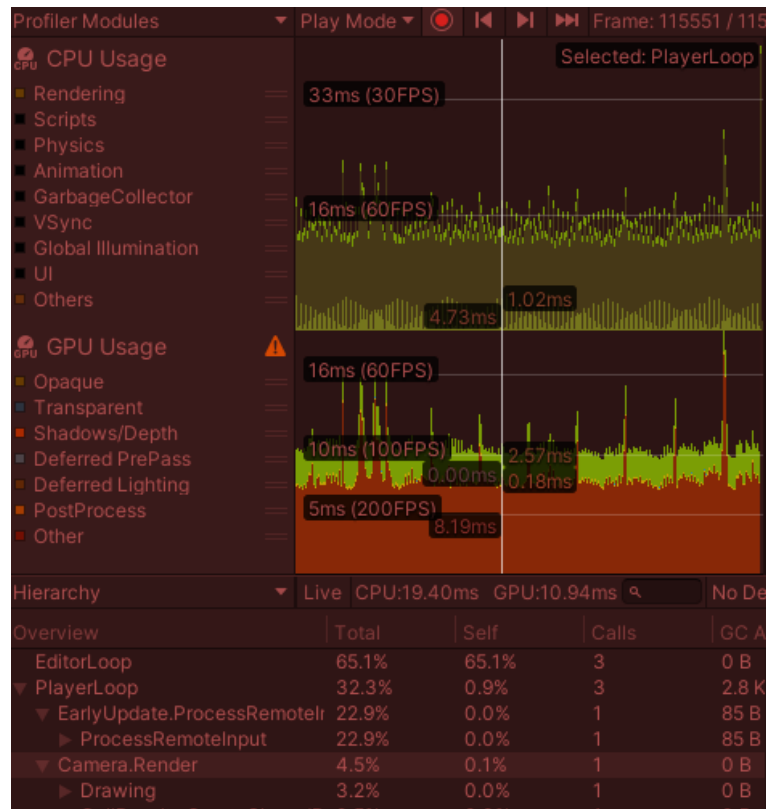 Profiler Modules Play Mode Frame: 115551 / 115
CPU CPU Usage Selected: PlayerLoop
Rendering
Scripts
Physics
Animation
GarbageCollector
VSync
Global Illumination
UI
Others
33ms (30FPS)
16ms (60FPS)
1.02ms
4.73ms
GPU GPU Usage
Opaque
Transparent
Shadows/Depth
Deferred PrePass
Deferred Lighting
PostProcess
Other
16ms (60FPS)
10ms (100FPS) 2.57ms
0.00ms 0.18ms
5ms (200FPS)
8.19ms
Hierarchy Live CPU:19.40ms GPU:10.94ms No De
Overview Total Self Calls GC A
EditorLoop 65.1% 65.1% 3 0 B
PlayerLoop 32.3% 0.9% 3 2.8 K
EarlyUpdate.ProcessRemoteIr 22.9% 0.0% 1 85 B
ProcessRemoteInput 22.9% 0.0% 1 85 B
Camera.Render 4.5% 0.1% 1 0 B
Drawing 3.2% 0.0% 1 0 B